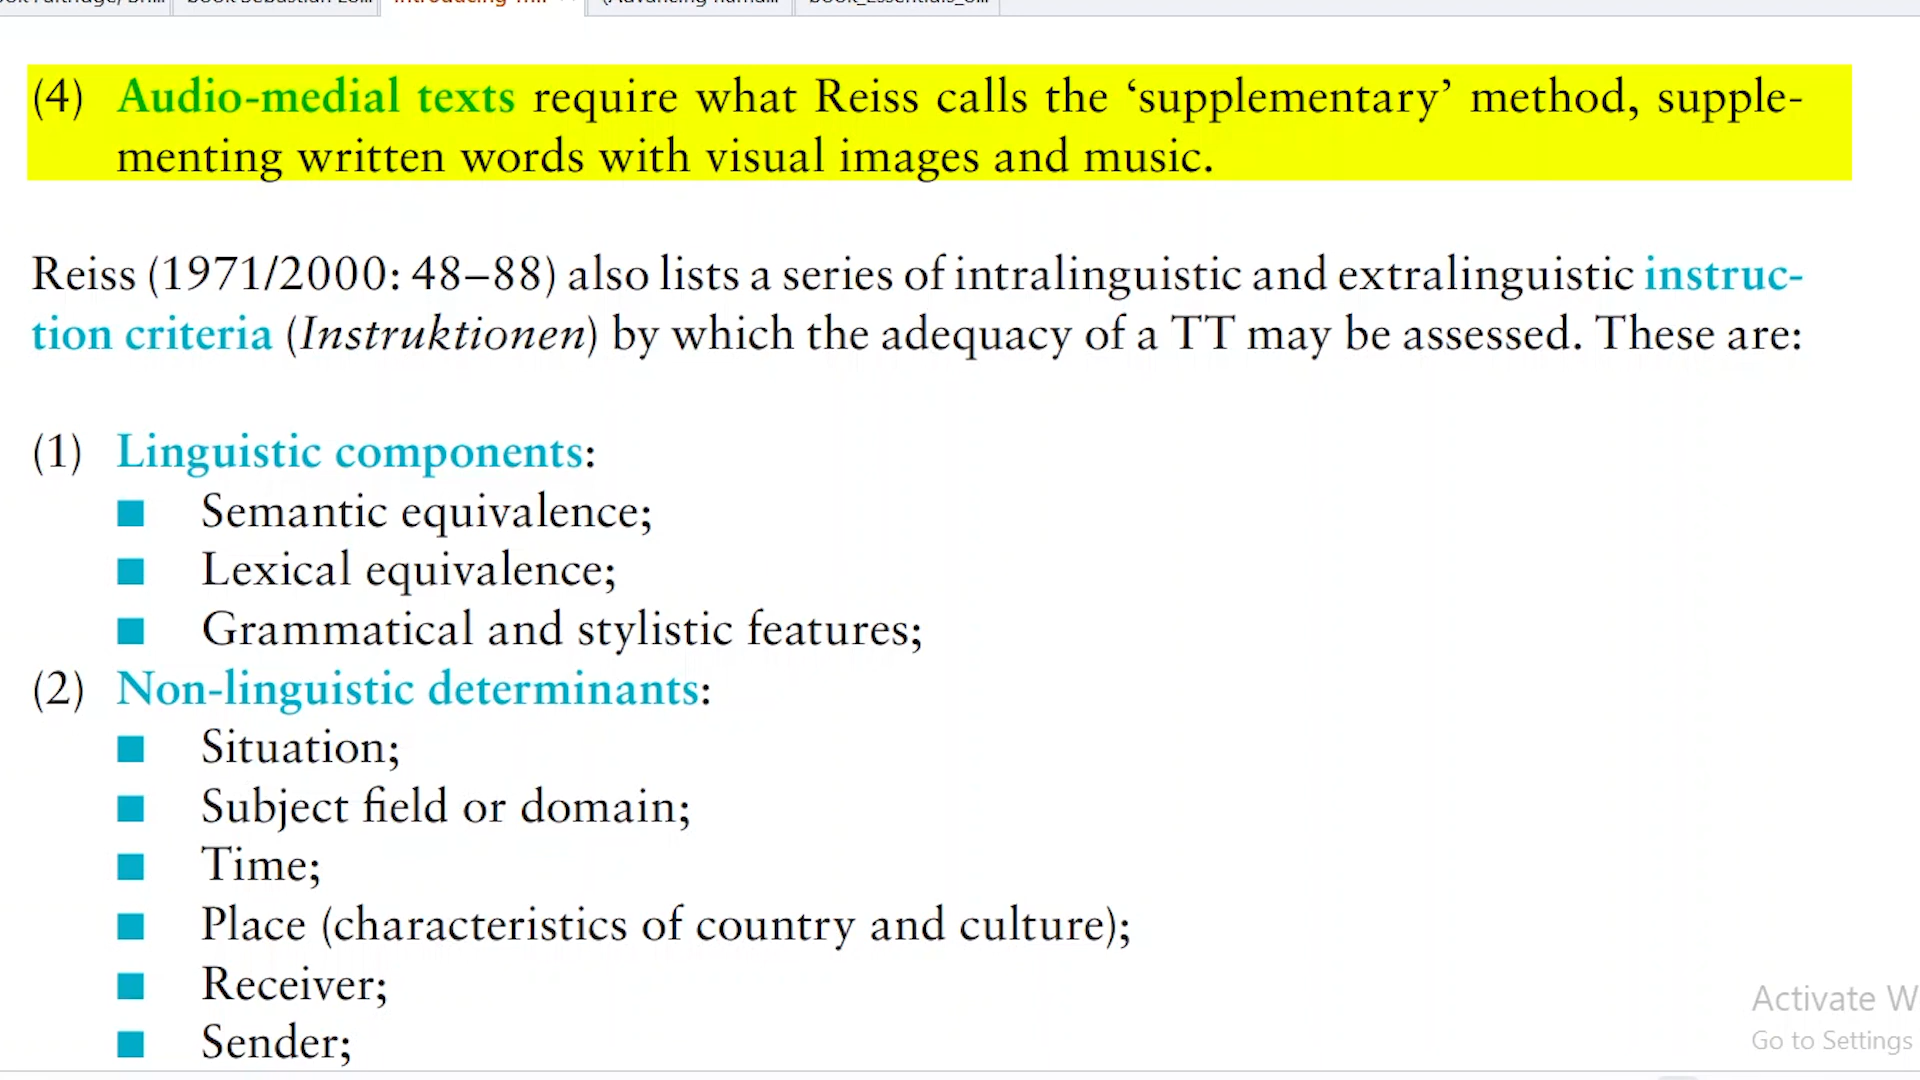 (4) Audio-medial texts require what Reiss calls the ‘supplementary’ method, supple-
menting written words with visual images and music.
Reiss (1971/2000: 48–88) also lists a series of intralinguistic and extralinguistic instruc-
tion criteria (Instruktionen) by which the adequacy of a TT may be assessed. These are:
(1) Linguistic components:
■ Semantic equivalence;
■ Lexical equivalence;
■ Grammatical and stylistic features;
(2) Non-linguistic determinants:
■ Situation;
■ Subject field or domain;
■ Time;
■ Place (characteristics of country and culture);
■ Receiver;
■ Sender;
Activate W
Go to Settings